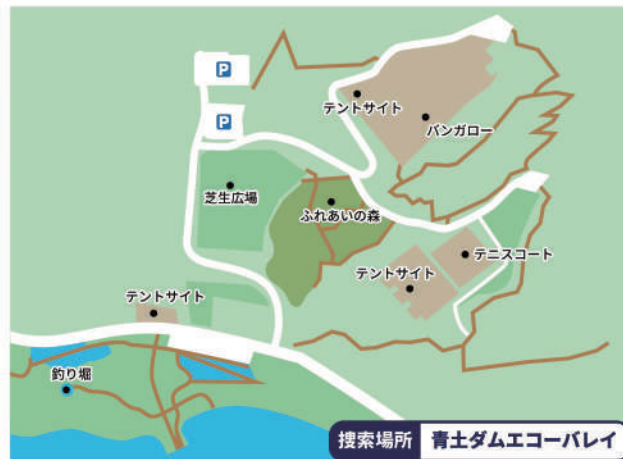 P
テントサイト
P
バンガロー
芝生広場
ふれあいの森
テニスコート
テントサイト
テントサイト
釣り堀
捜索場所 青土ダムエコーバレイ